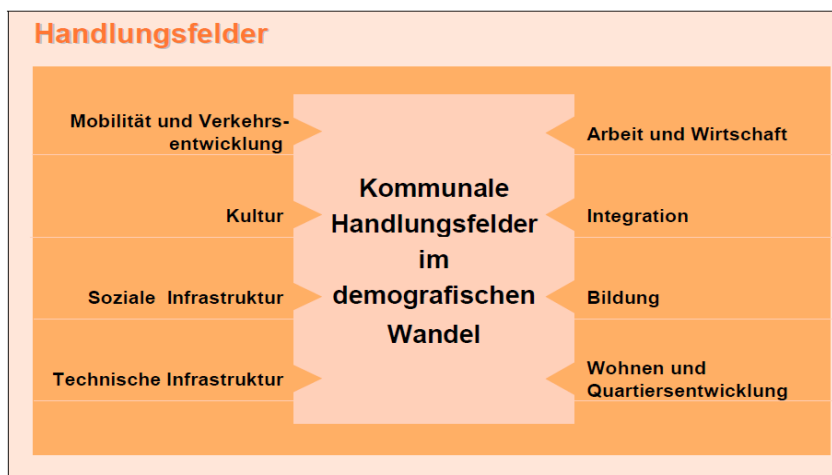 Handlungsfelder
Mobilität und Verkehrs-
entwicklung
Kultur
Soziale Infrastruktur
Technische Infrastruktur
Kommunale
Handlungsfelder
im
demografischen
Wandel
Arbeit und Wirtschaft
Integration
Bildung
Wohnen und
Quartiersentwicklung